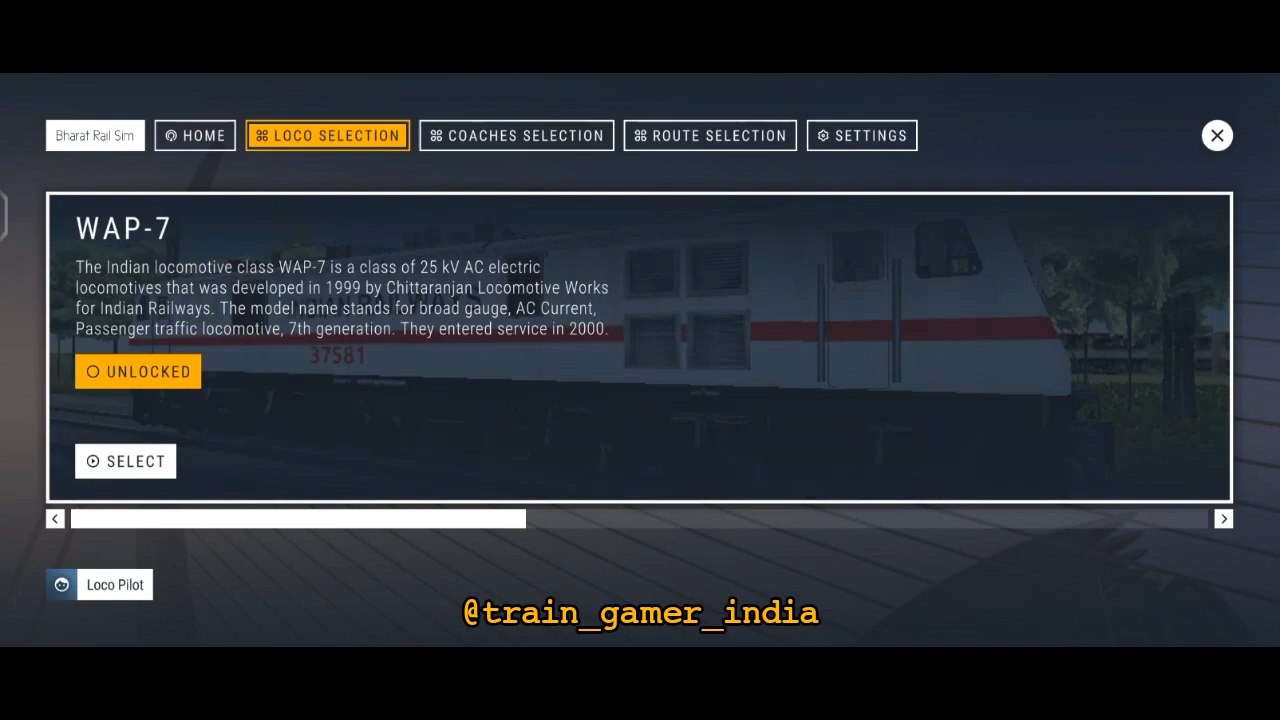 Bharat Rail Sim HOME LOCO SELECTION COACHES SELECTION ROUTE SELECTION SETTINGS
WAP-7
The Indian locomotive class WAP-7 is a class of 25 kV AC electric
locomotives that was developed in 1999 by Chittaranjan Locomotive Works
for Indian Railways. The model name stands for broad gauge, AC Current,
Passenger traffic locomotive, 7th generation. They entered service in 2000.
INDIAN RAILWAYS
37581
UNLOCKED
SELECT
Loco Pilot
@train_gamer_india